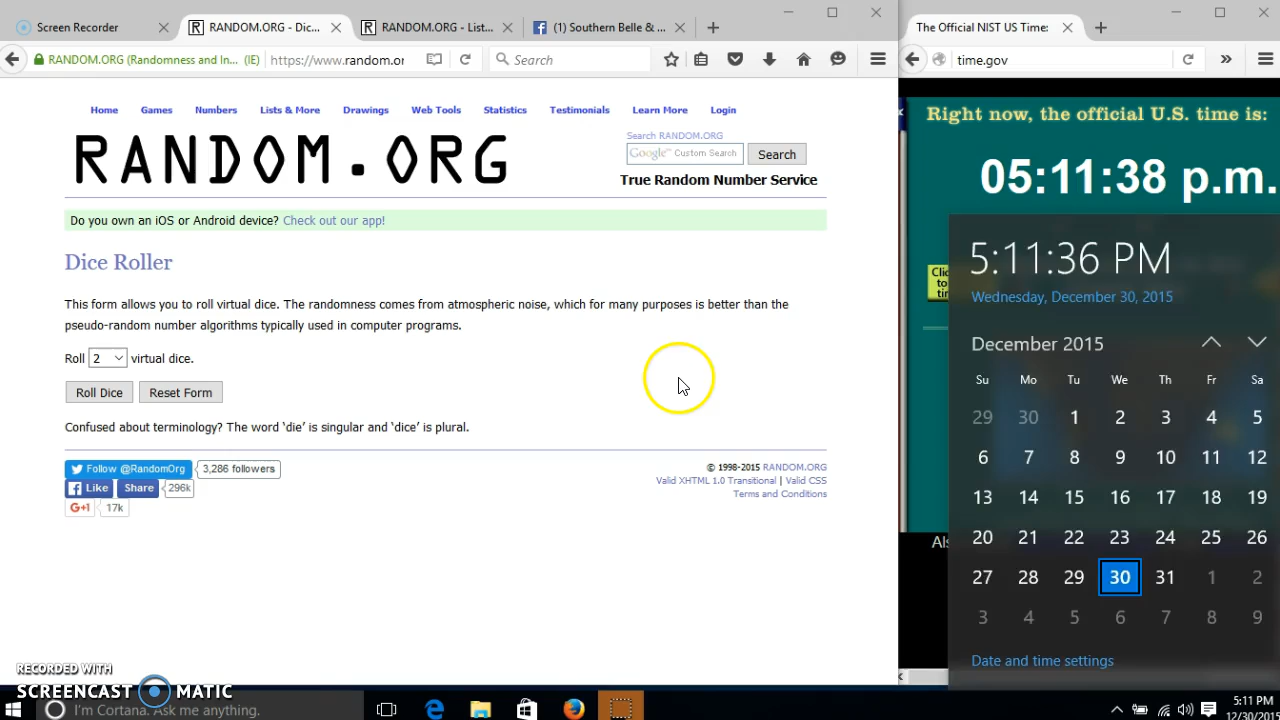 Screen Recorder
RANDOM.ORG - Dic...
RANDOM.ORG - List...
(1) Southern Belle & ...
The Official NIST US Time:
RANDOM.ORG (Randomness and In... (IE)
https://www.random.or
Search
time.gov
Home Games Numbers Lists & More Drawings Web Tools Statistics Testimonials Learn More Login
RANDOM.ORG
Search RANDOM.ORG
Google™ Custom Search
Search
True Random Number Service
Do you own an iOS or Android device? Check out our app!
Dice Roller
This form allows you to roll virtual dice. The randomness comes from atmospheric noise, which for many purposes is better than the
pseudo-random number algorithms typically used in computer programs.
Roll 2 virtual dice.
Roll Dice Reset Form
Confused about terminology? The word ‘die’ is singular and ‘dice’ is plural.
Follow @RandomOrg 3,286 followers
Like Share 296k
G+1 17k
© 1998-2015 RANDOM.ORG
Valid XHTML 1.0 Transitional | Valid CSS
Terms and Conditions
Right now, the official U.S. time is:
05:11:38 p.m.
Clic
to
tin
Als
5:11:36 PM
Wednesday, December 30, 2015
December 2015
Su Mo Tu We Th Fr Sa
29 30 1 2 3 4 5
6 7 8 9 10 11 12
13 14 15 16 17 18 19
20 21 22 23 24 25 26
27 28 29 30 31 1 2
3 4 5 6 7 8 9
Date and time settings
RECORDED WITH
SCREENCAST MATIC
I'm Cortana. Ask me anything.
5:11 PM
12/30/2015